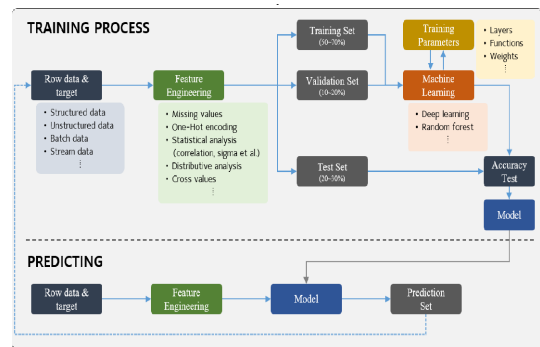 TRAINING PROCESS
Row data &
target
• Structured data
• Unstructured data
• Batch data
• Stream data
⋮
Feature
Engineering
• Missing values
• One-Hot encoding
• Statistical analysis
(correlation, sigma et al.)
• Distributive analysis
• Cross values
⋮
Training Set
(50~70%)
Validation Set
(10~20%)
Test Set
(20~30%)
Training
Parameters
• Layers
• Functions
• Weights
⋮
Machine
Learning
• Deep learning
• Random forest
⋮
Accuracy
Test
Model
PREDICTING
Row data &
target
Feature
Engineering
Model
Prediction
Set